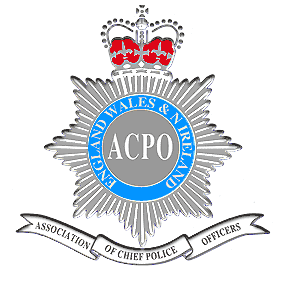 ENGLAND WALES & N IRELAND
ACPO
ASSOCIATION OF CHIEF POLICE OFFICERS